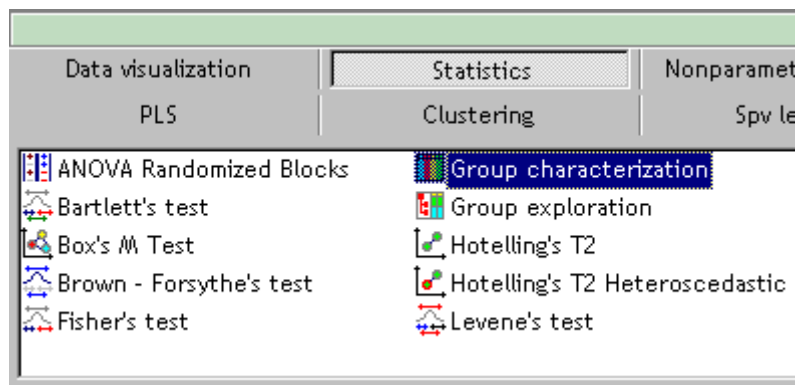 Data visualization
Statistics
Nonparamet
PLS
Clustering
Spv le
ANOVA Randomized Blocks
Bartlett's test
Box's M Test
Brown - Forsythe's test
Fisher's test
Group characterization
Group exploration
Hotelling's T2
Hotelling's T2 Heteroscedastic
Levene's test